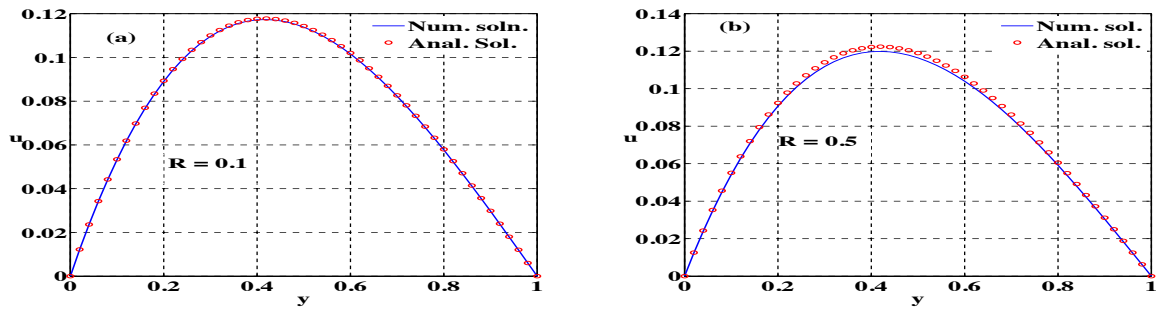 (a)
Num. soln.
Anal. Sol.
R = 0.1
0.12
0.1
0.08
0.06
0.04
0.02
0
u
0 0.2 0.4 0.6 0.8 1
y
(b)
Num. sol.
Anal. sol.
R = 0.5
0.14
0.12
0.1
0.08
0.06
0.04
0.02
0
u
0 0.2 0.4 0.6 0.8 1
y